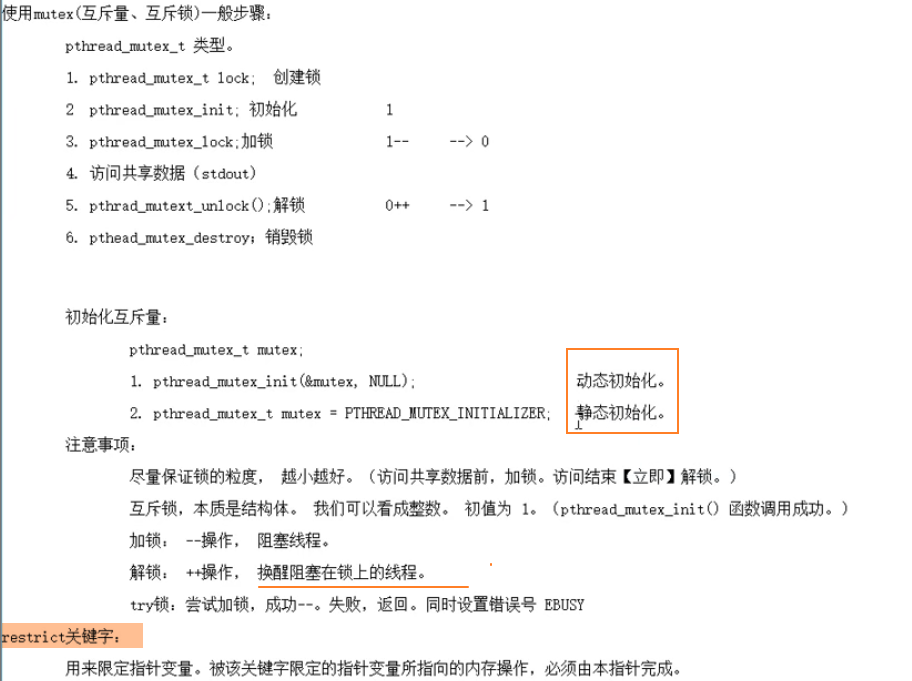 使用mutex(互斥量、互斥锁)一般步骤：
pthread_mutex_t 类型。
1. pthread_mutex_t lock; 创建锁
2 pthread_mutex_init; 初始化 1
3. pthread_mutex_lock;加锁 1-- --> 0
4. 访问共享数据（stdout)
5. pthrad_mutext_unlock();解锁 0++ --> 1
6. pthead_mutex_destroy；销毁锁
初始化互斥量：
pthread_mutex_t mutex;
1. pthread_mutex_init(&mutex, NULL); 动态初始化。
2. pthread_mutex_t mutex = PTHREAD_MUTEX_INITIALIZER; 静态初始化。
注意事项：
尽量保证锁的粒度， 越小越好。（访问共享数据前，加锁。访问结束【立即】解锁。）
互斥锁，本质是结构体。 我们可以看成整数。 初值为 1。（pthread_mutex_init() 函数调用成功。）
加锁： --操作， 阻塞线程。
解锁： ++操作， 换醒阻塞在锁上的线程。
try锁：尝试加锁，成功--。失败，返回。同时设置错误号 EBUSY
restrict关键字：
用来限定指针变量。被该关键字限定的指针变量所指向的内存操作，必须由本指针完成。